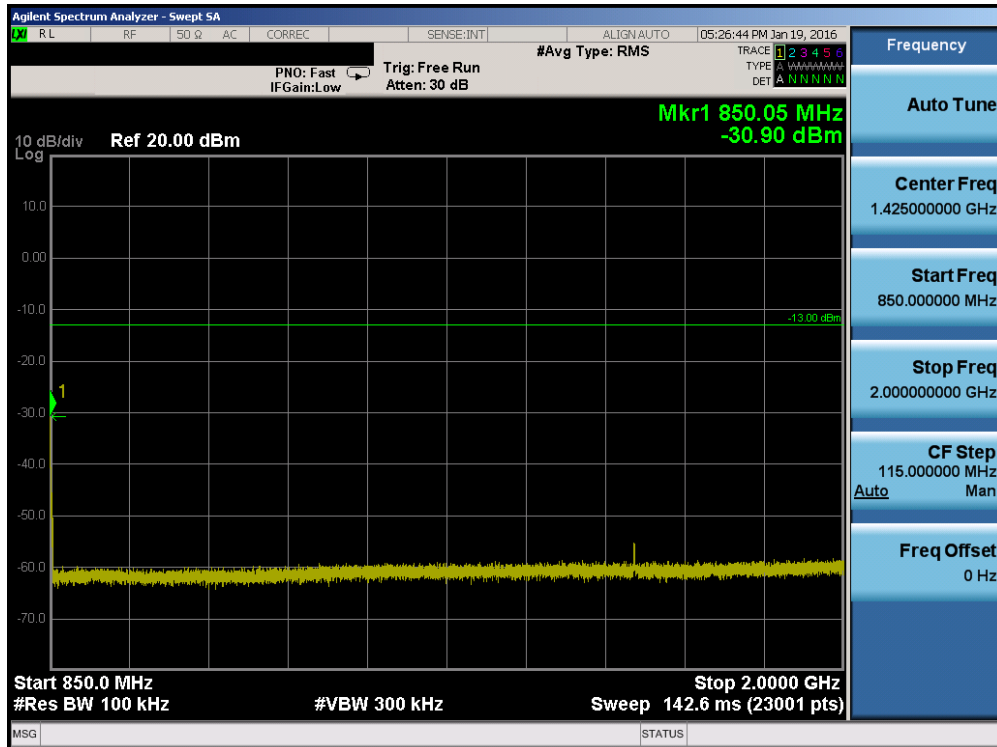 Agilent Spectrum Analyzer - Swept SA
LXI RL RF 50 Ω AC CORREC SENSE:INT ALIGN AUTO 05:26:44 PM Jan 19, 2016
#Avg Type: RMS TRACE 1 2 3 4 5 6
PNO: Fast Trig: Free Run TYPE A WWWWW
IFGain:Low Atten: 30 dB DET A N N N N N
Mkr1 850.05 MHz
-30.90 dBm
10 dB/div Ref 20.00 dBm
Log
10.0
0.00
-10.0
-13.00 dBm
-20.0
1
-30.0
-40.0
-50.0
-60.0
-70.0
Start 850.0 MHz Stop 2.0000 GHz
#Res BW 100 kHz #VBW 300 kHz Sweep 142.6 ms (23001 pts)
MSG STATUS
Frequency
Auto Tune
Center Freq
1.425000000 GHz
Start Freq
850.000000 MHz
Stop Freq
2.000000000 GHz
CF Step
115.000000 MHz
Auto Man
Freq Offset
0 Hz